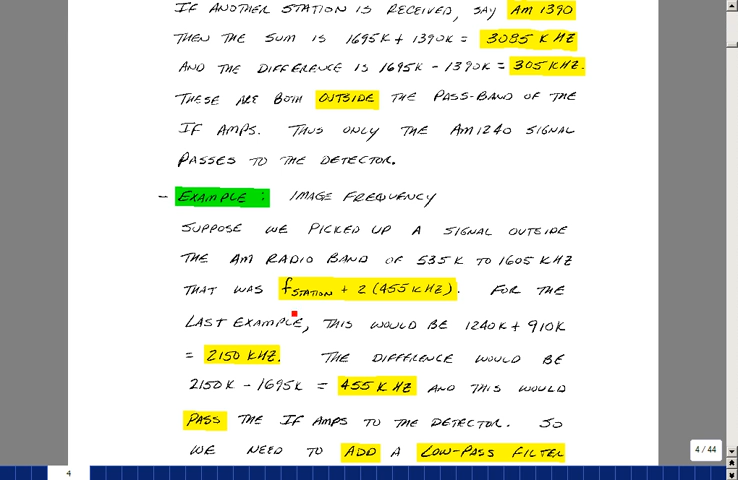 IF ANOTHER STATION IS RECEIVED, SAY AM 1390
THEN THE SUM IS 1695K + 1390K = 3085 KHZ
AND THE DIFFERENCE IS 1695K - 1390K = 305 KHZ.
THESE ARE BOTH OUTSIDE THE PASS-BAND OF THE
IF AMPS. THUS ONLY THE AM1240 SIGNAL
PASSES TO THE DETECTOR.
- EXAMPLE: IMAGE FREQUENCY
SUPPOSE WE PICKED UP A SIGNAL OUTSIDE
THE AM RADIO BAND OF 535K TO 1605 KHZ
THAT WAS fSTATION + 2 (455 KHZ). FOR THE
LAST EXAMPLE, THIS WOULD BE 1240K + 910K
= 2150 KHZ. THE DIFFERENCE WOULD BE
2150K - 1695K = 455 KHZ AND THIS WOULD
PASS THE IF AMPS TO THE DETECTOR. SO
WE NEED TO ADD A LOW-PASS FILTER
4 / 44
4